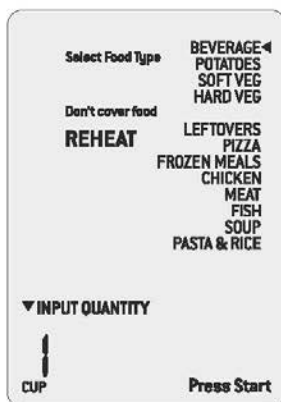 Select Food Type
BEVERAGE◀
POTATOES
SOFT VEG
HARD VEG
Don't cover food
REHEAT
LEFTOVERS
PIZZA
FROZEN MEALS
CHICKEN
MEAT
FISH
SOUP
PASTA & RICE
▼INPUT QUANTITY
1
CUP
Press Start